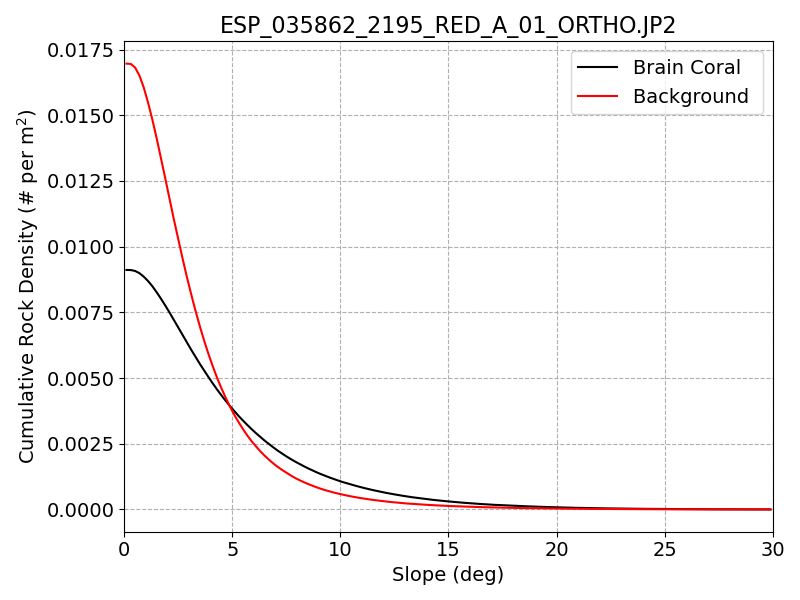 ESP_035862_2195_RED_A_01_ORTHO.JP2
Brain Coral
Background
Cumulative Rock Density (# per m²)
0.0175
0.0150
0.0125
0.0100
0.0075
0.0050
0.0025
0.0000
0 5 10 15 20 25 30
Slope (deg)